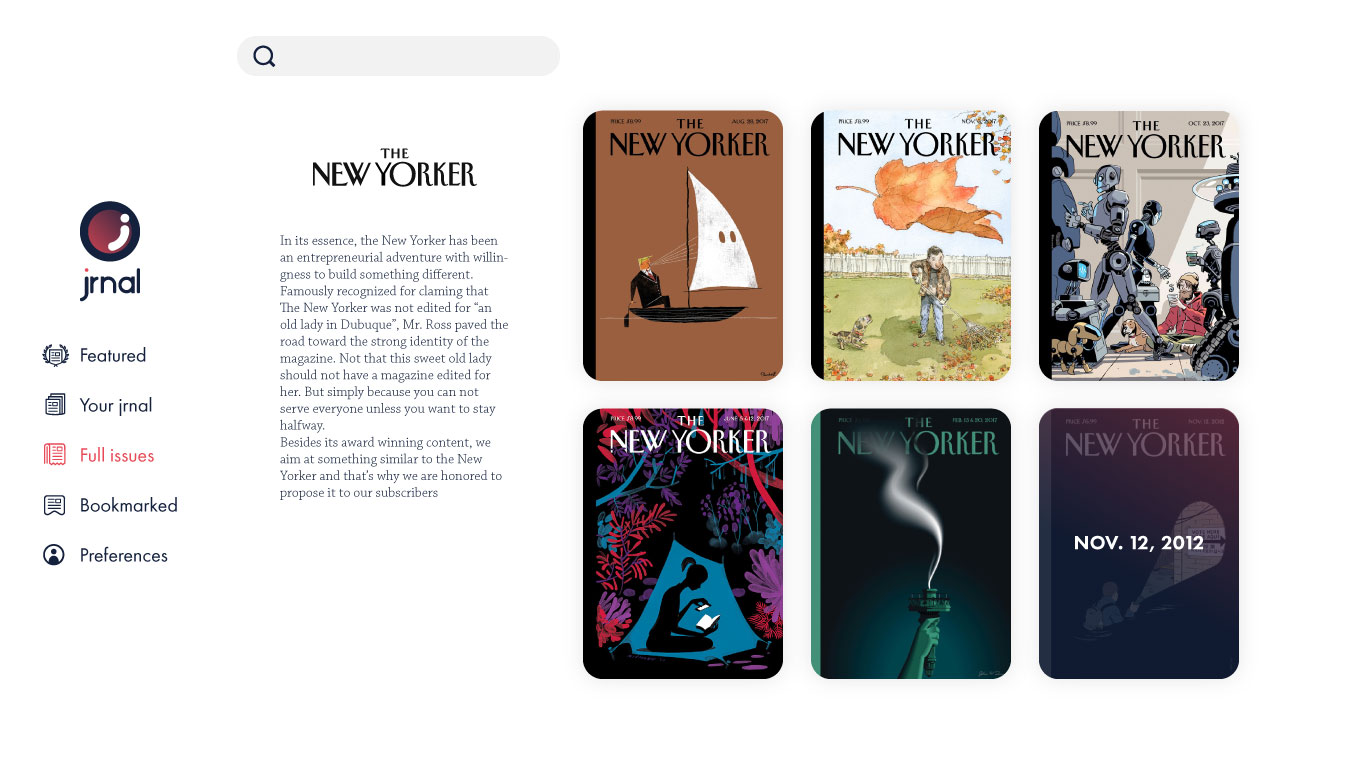 THE
NEW YORKER
jrnal
Featured
Your jrnal
Full issues
Bookmarked
Preferences
In its essence, the New Yorker has been
an entrepreneurial adventure with willin-
gness to build something different.
Famously recognized for claming that
The New Yorker was not edited for “an
old lady in Dubuque”, Mr. Ross paved the
road toward the strong identity of the
magazine. Not that this sweet old lady
should not have a magazine edited for
her. But simply because you can not
serve everyone unless you want to stay
halfway.
Besides its award winning content, we
aim at something similar to the New
Yorker and that's why we are honored to
propose it to our subscribers
PRICE $8.99 THE AUG. 28, 2017
NEW YORKER
PRICE $8.99 THE NOV. 2017
NEW YORKER
PRICE $8.99 THE OCT. 23, 2017
NEW YORKER
PRICE $8.99 THE JUNE 5 & 12, 2017
NEW YORKER
PRICE THE FEB. 13 & 20, 2017
NEW YORKER
PRICE THE NOV. 12, 2012
NEW YORKER
NOV. 12, 2012